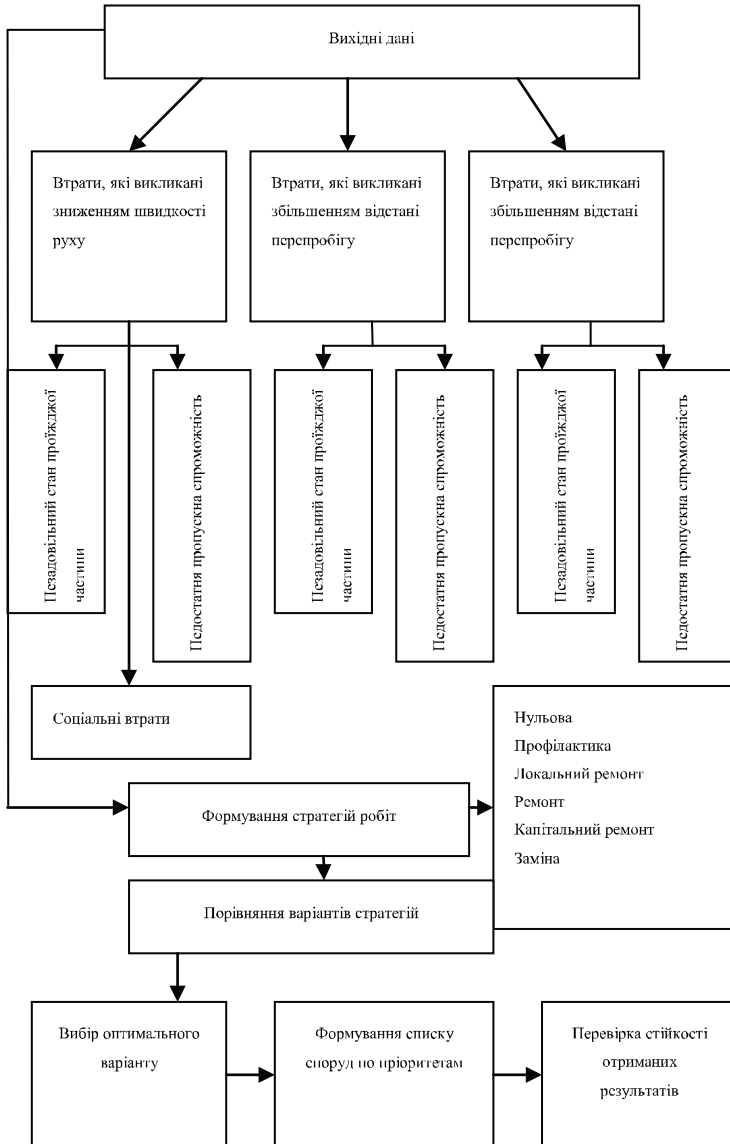 Вихідні дані
Втрати, які викликані
зниженням швидкості
руху
Втрати, які викликані
збільшенням відстані
перепробігу
Втрати, які викликані
збільшенням відстані
перепробігу
Незадовільний стан проїжджої
частини
Недостатня пропускна спроможність
Незадовільний стан проїжджої
частини
Недостатня пропускна спроможність
Незадовільний стан проїжджої
частини
Недостатня пропускна спроможність
Соціальні втрати
Нульова
Профілактика
Локальний ремонт
Ремонт
Капітальний ремонт
Заміна
Формування стратегій робіт
Порівняння варіантів стратегій
Вибір оптимального
варіанту
Формування списку
споруд по пріоритетам
Перевірка стійкості
отриманих
результатів